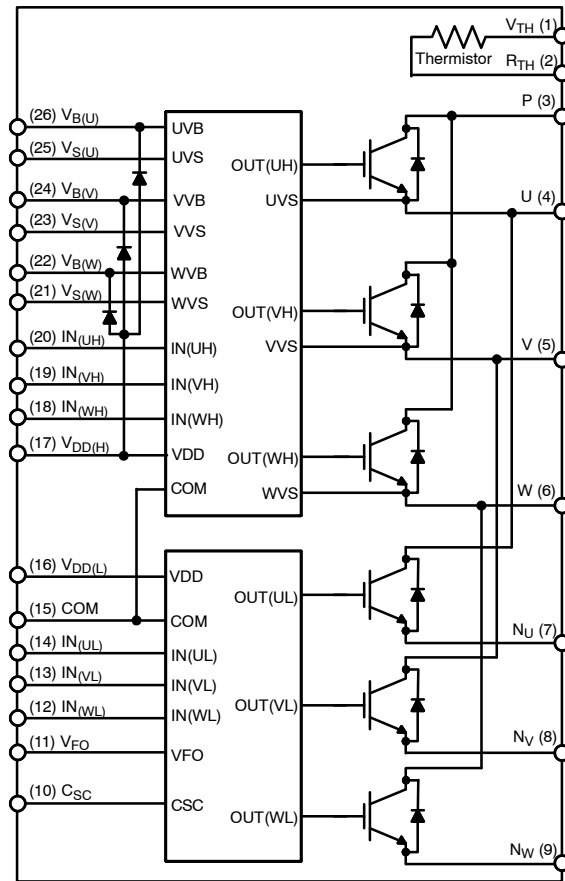 V_TH (1)
Thermistor
R_TH (2)
P (3)
(26) V_B(U)
UVB
(25) V_S(U)
UVS
OUT(UH)
(24) V_B(V)
VVB
UVS
U (4)
(23) V_S(V)
VVS
(22) V_B(W)
WVB
(21) V_S(W)
WVS
OUT(VH)
(20) IN_(UH)
IN(UH)
VVS
V (5)
(19) IN_(VH)
IN(VH)
(18) IN_(WH)
IN(WH)
(17) V_DD(H)
VDD
OUT(WH)
COM
WVS
W (6)
(16) V_DD(L)
VDD
OUT(UL)
(15) COM
COM
(14) IN_(UL)
IN(UL)
N_U (7)
(13) IN_(VL)
IN(VL)
(12) IN_(WL)
IN(WL)
OUT(VL)
(11) V_FO
VFO
N_V (8)
(10) C_SC
CSC
OUT(WL)
N_W (9)